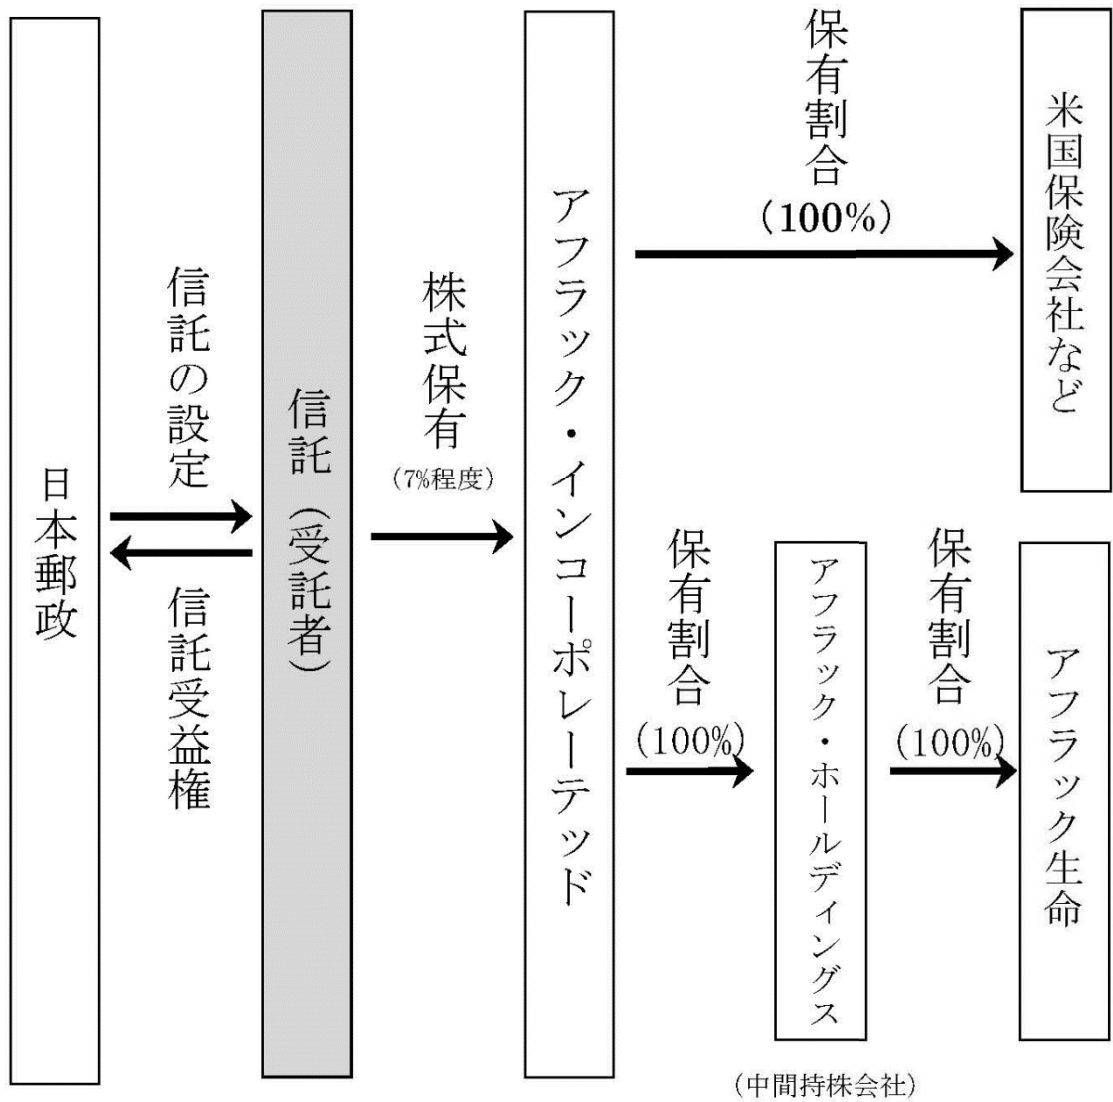 日本郵政
信託の設定
信託受益権
信託（受託者）
株式保有
(7%程度)
アフラック・インコーポレーテッド
保有割合
(100%)
米国保険会社など
保有割合
(100%)
アフラック・ホールディングス
(中間持株会社)
保有割合
(100%)
アフラック生命